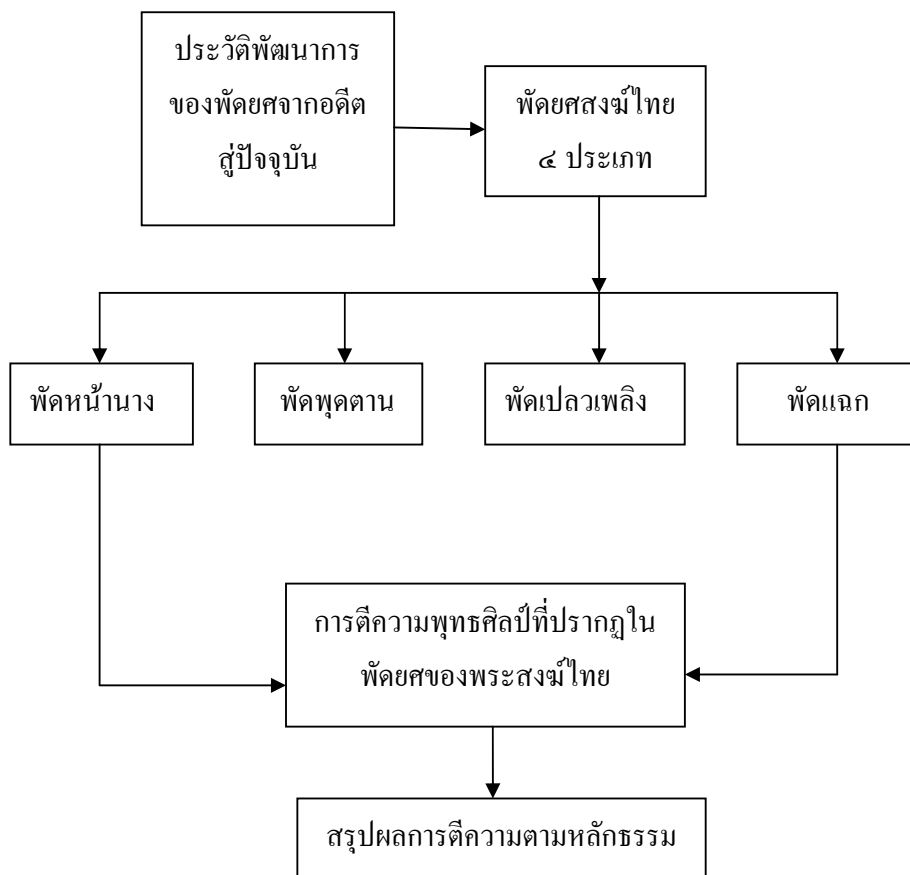 ประวัติพัฒนาการ
ของพัดยศจากอดีต
สู่ปัจจุบัน
พัดยศสงฆ์ไทย
๔ ประเภท
พัดหน้านาง
พัดพุดตาน
พัดเปลวเพลิง
พัดแฉก
การตีความพุทธศิลป์ที่ปรากฏใน
พัดยศของพระสงฆ์ไทย
สรุปผลการตีความตามหลักธรรม